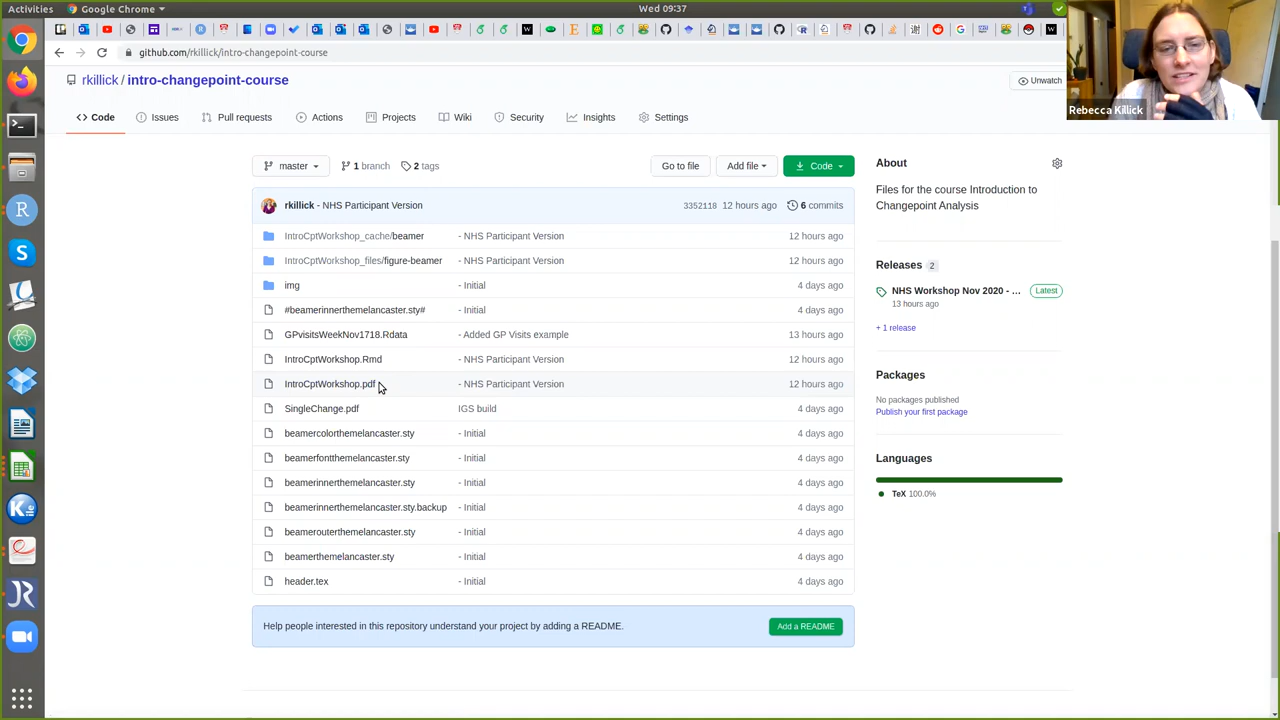 Activities Google Chrome Wed 09:37
github.com/rkillick/intro-changepoint-course
rkillick / intro-changepoint-course Unwatch
Rebecca Killick
Code Issues Pull requests Actions Projects Wiki Security Insights Settings
master 1 branch 2 tags Go to file Add file Code
rkillick - NHS Participant Version 3352118 12 hours ago 6 commits
IntroCptWorkshop_cache/beamer - NHS Participant Version 12 hours ago
IntroCptWorkshop_files/figure-beamer - NHS Participant Version 12 hours ago
img - Initial 4 days ago
#beamerinnerthemelancaster.sty# - Initial 4 days ago
GPvisitsWeekNov1718.Rdata - Added GP Visits example 13 hours ago
IntroCptWorkshop.Rmd - NHS Participant Version 12 hours ago
IntroCptWorkshop.pdf - NHS Participant Version 12 hours ago
SingleChange.pdf IGS build 4 days ago
beamercolorthemelancaster.sty - Initial 4 days ago
beamerfontthemelancaster.sty - Initial 4 days ago
beamerinnerthemelancaster.sty - Initial 4 days ago
beamerinnerthemelancaster.sty.backup - Initial 4 days ago
beamerouterthemelancaster.sty - Initial 4 days ago
beamerthemelancaster.sty - Initial 4 days ago
header.tex - Initial 4 days ago
Help people interested in this repository understand your project by adding a README. Add a README
About
Files for the course Introduction to
Changepoint Analysis
Releases 2
NHS Workshop Nov 2020 - ... Latest
13 hours ago
+ 1 release
Packages
No packages published
Publish your first package
Languages
TeX 100.0%